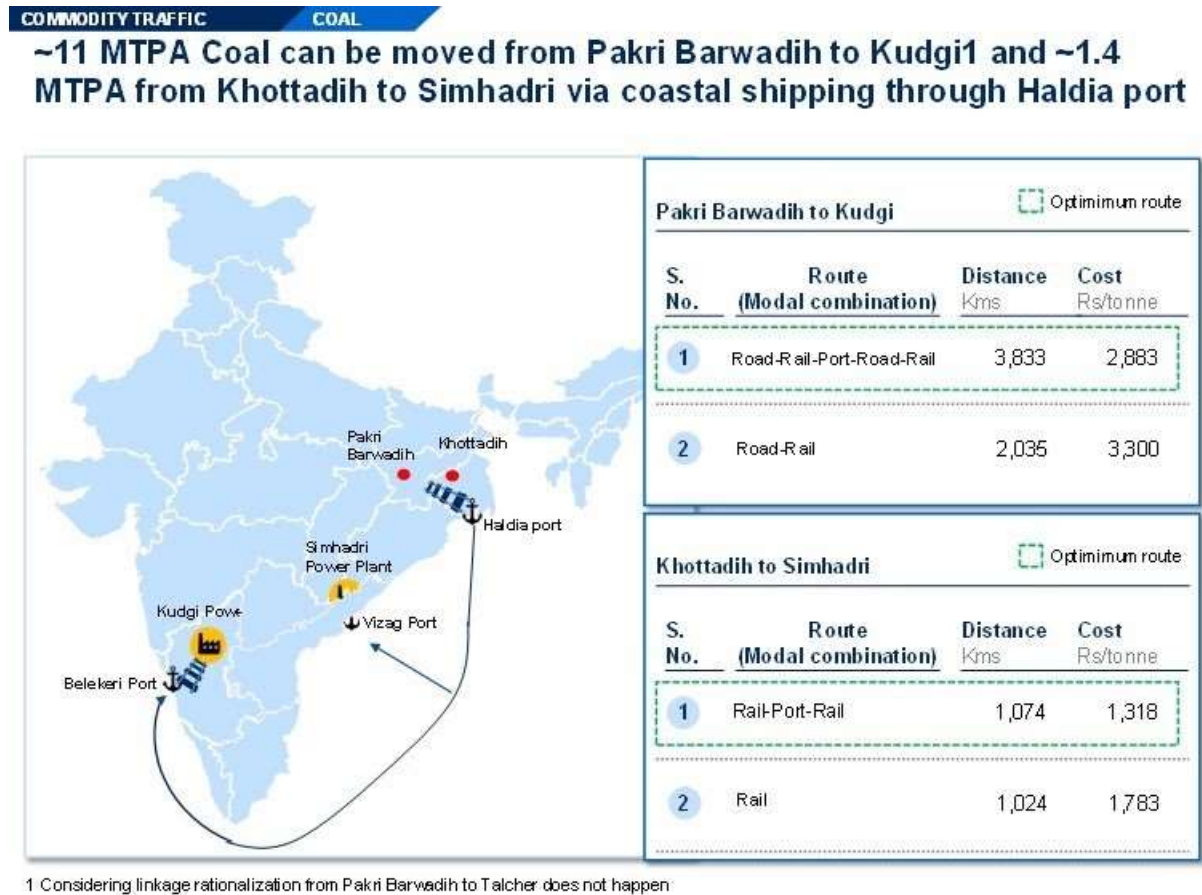 COMMODITY TRAFFIC COAL
~11 MTPA Coal can be moved from Pakri Barwadih to Kudgi1 and ~1.4
MTPA from Khottadih to Simhadri via coastal shipping through Haldia port
Pakri
Barwadih
Khottadih
Haldia port
Simhadri
Power Plant
Kudgi Powe
Vizag Port
Belekeri Port
Pakri Barwadih to Kudgi
Optimimum route
S. Route Distance Cost
No. (Modal combination) Kms Rs/tonne
1 Road-Rail-Port-Road-Rail 3,833 2,883
2 Road-Rail 2,035 3,300
Khottadih to Simhadri
Optimimum route
S. Route Distance Cost
No. (Modal combination) Kms Rs/tonne
1 Rail-Port-Rail 1,074 1,318
2 Rail 1,024 1,783
1 Considering linkage rationalization from Pakri Barwadih to Talcher does not happen